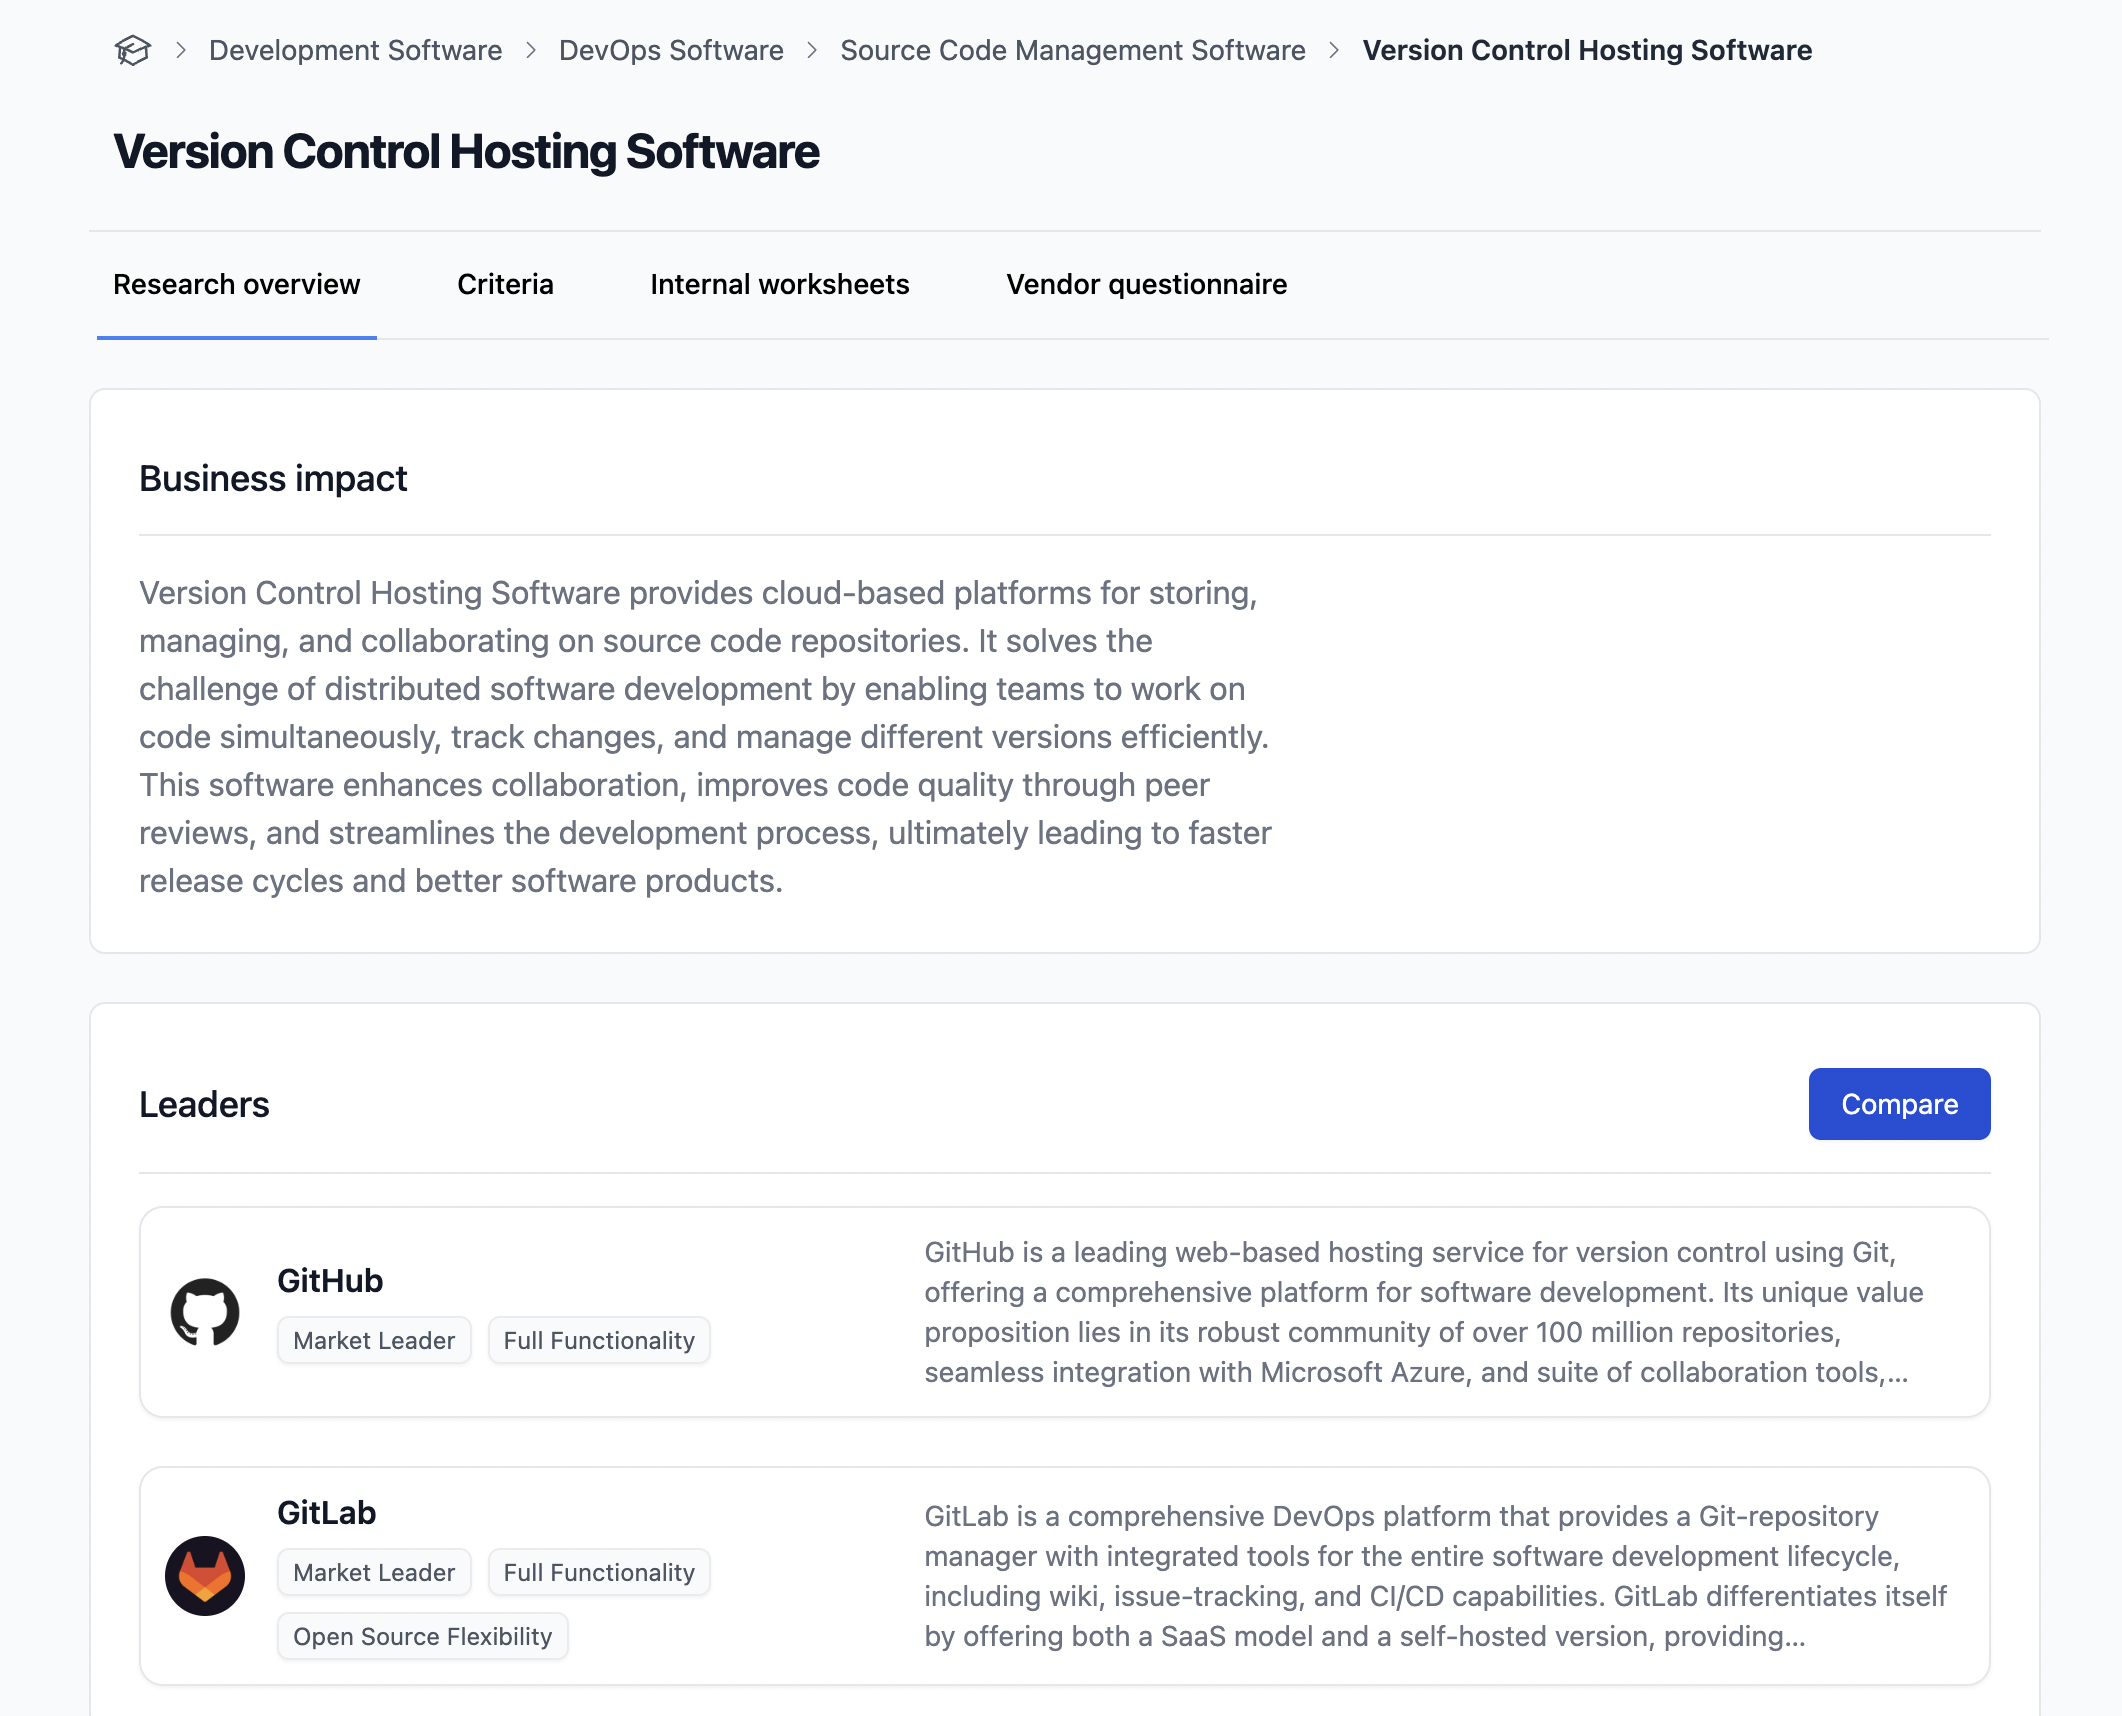 Development Software > DevOps Software > Source Code Management Software > Version Control Hosting Software
Version Control Hosting Software
Research overview Criteria Internal worksheets Vendor questionnaire
Business impact
Version Control Hosting Software provides cloud-based platforms for storing,
managing, and collaborating on source code repositories. It solves the
challenge of distributed software development by enabling teams to work on
code simultaneously, track changes, and manage different versions efficiently.
This software enhances collaboration, improves code quality through peer
reviews, and streamlines the development process, ultimately leading to faster
release cycles and better software products.
Leaders
Compare
GitHub
Market Leader Full Functionality
GitHub is a leading web-based hosting service for version control using Git,
offering a comprehensive platform for software development. Its unique value
proposition lies in its robust community of over 100 million repositories,
seamless integration with Microsoft Azure, and suite of collaboration tools,...
GitLab
Market Leader Full Functionality
Open Source Flexibility
GitLab is a comprehensive DevOps platform that provides a Git-repository
manager with integrated tools for the entire software development lifecycle,
including wiki, issue-tracking, and CI/CD capabilities. GitLab differentiates itself
by offering both a SaaS model and a self-hosted version, providing...